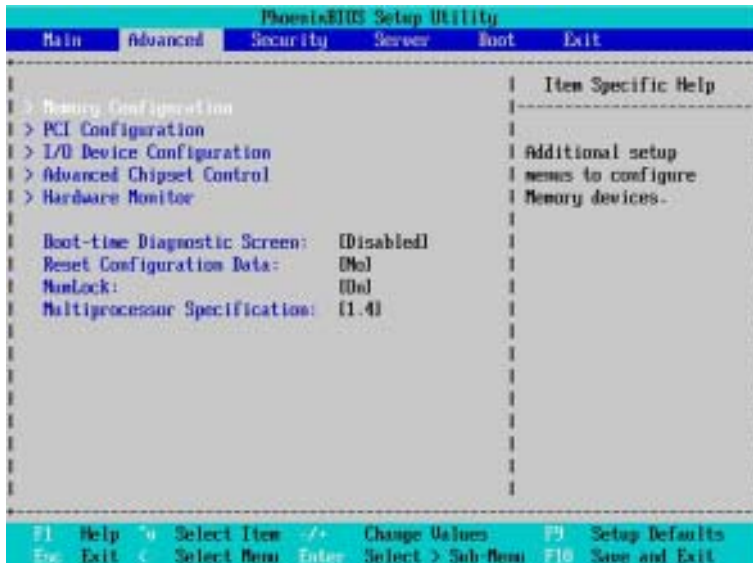 PhoenixBIOS Setup Utility
Main Advanced Security Server Boot Exit
Item Specific Help
> Memory Configuration
> PCI Configuration
> I/O Device Configuration
> Advanced Chipset Control
> Hardware Monitor
Additional setup
menus to configure
Memory devices.
Boot-time Diagnostic Screen: [Disabled]
Reset Configuration Data: [No]
NumLock: [On]
Multiprocessor Specification: [1.4]
F1 Help ^v Select Item -/+ Change Values F9 Setup Defaults
Esc Exit < Select Menu Enter Select > Sub-Menu F10 Save and Exit